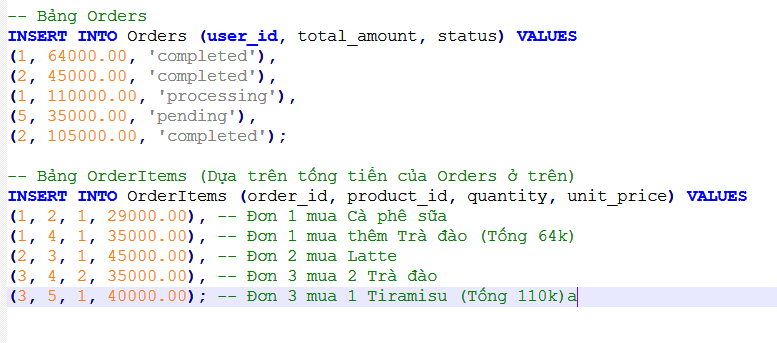 -- Bảng Orders
INSERT INTO Orders (user_id, total_amount, status) VALUES
(1, 64000.00, 'completed'),
(2, 45000.00, 'completed'),
(1, 110000.00, 'processing'),
(5, 35000.00, 'pending'),
(2, 105000.00, 'completed');
-- Bảng OrderItems (Dựa trên tổng tiền của Orders ở trên)
INSERT INTO OrderItems (order_id, product_id, quantity, unit_price) VALUES
(1, 2, 1, 29000.00), -- Đơn 1 mua Cà phê sữa
(1, 4, 1, 35000.00), -- Đơn 1 mua thêm Trà đào (Tổng 64k)
(2, 3, 1, 45000.00), -- Đơn 2 mua Latte
(3, 4, 2, 35000.00), -- Đơn 3 mua 2 Trà đào
(3, 5, 1, 40000.00); -- Đơn 3 mua 1 Tiramisu (Tổng 110k)a